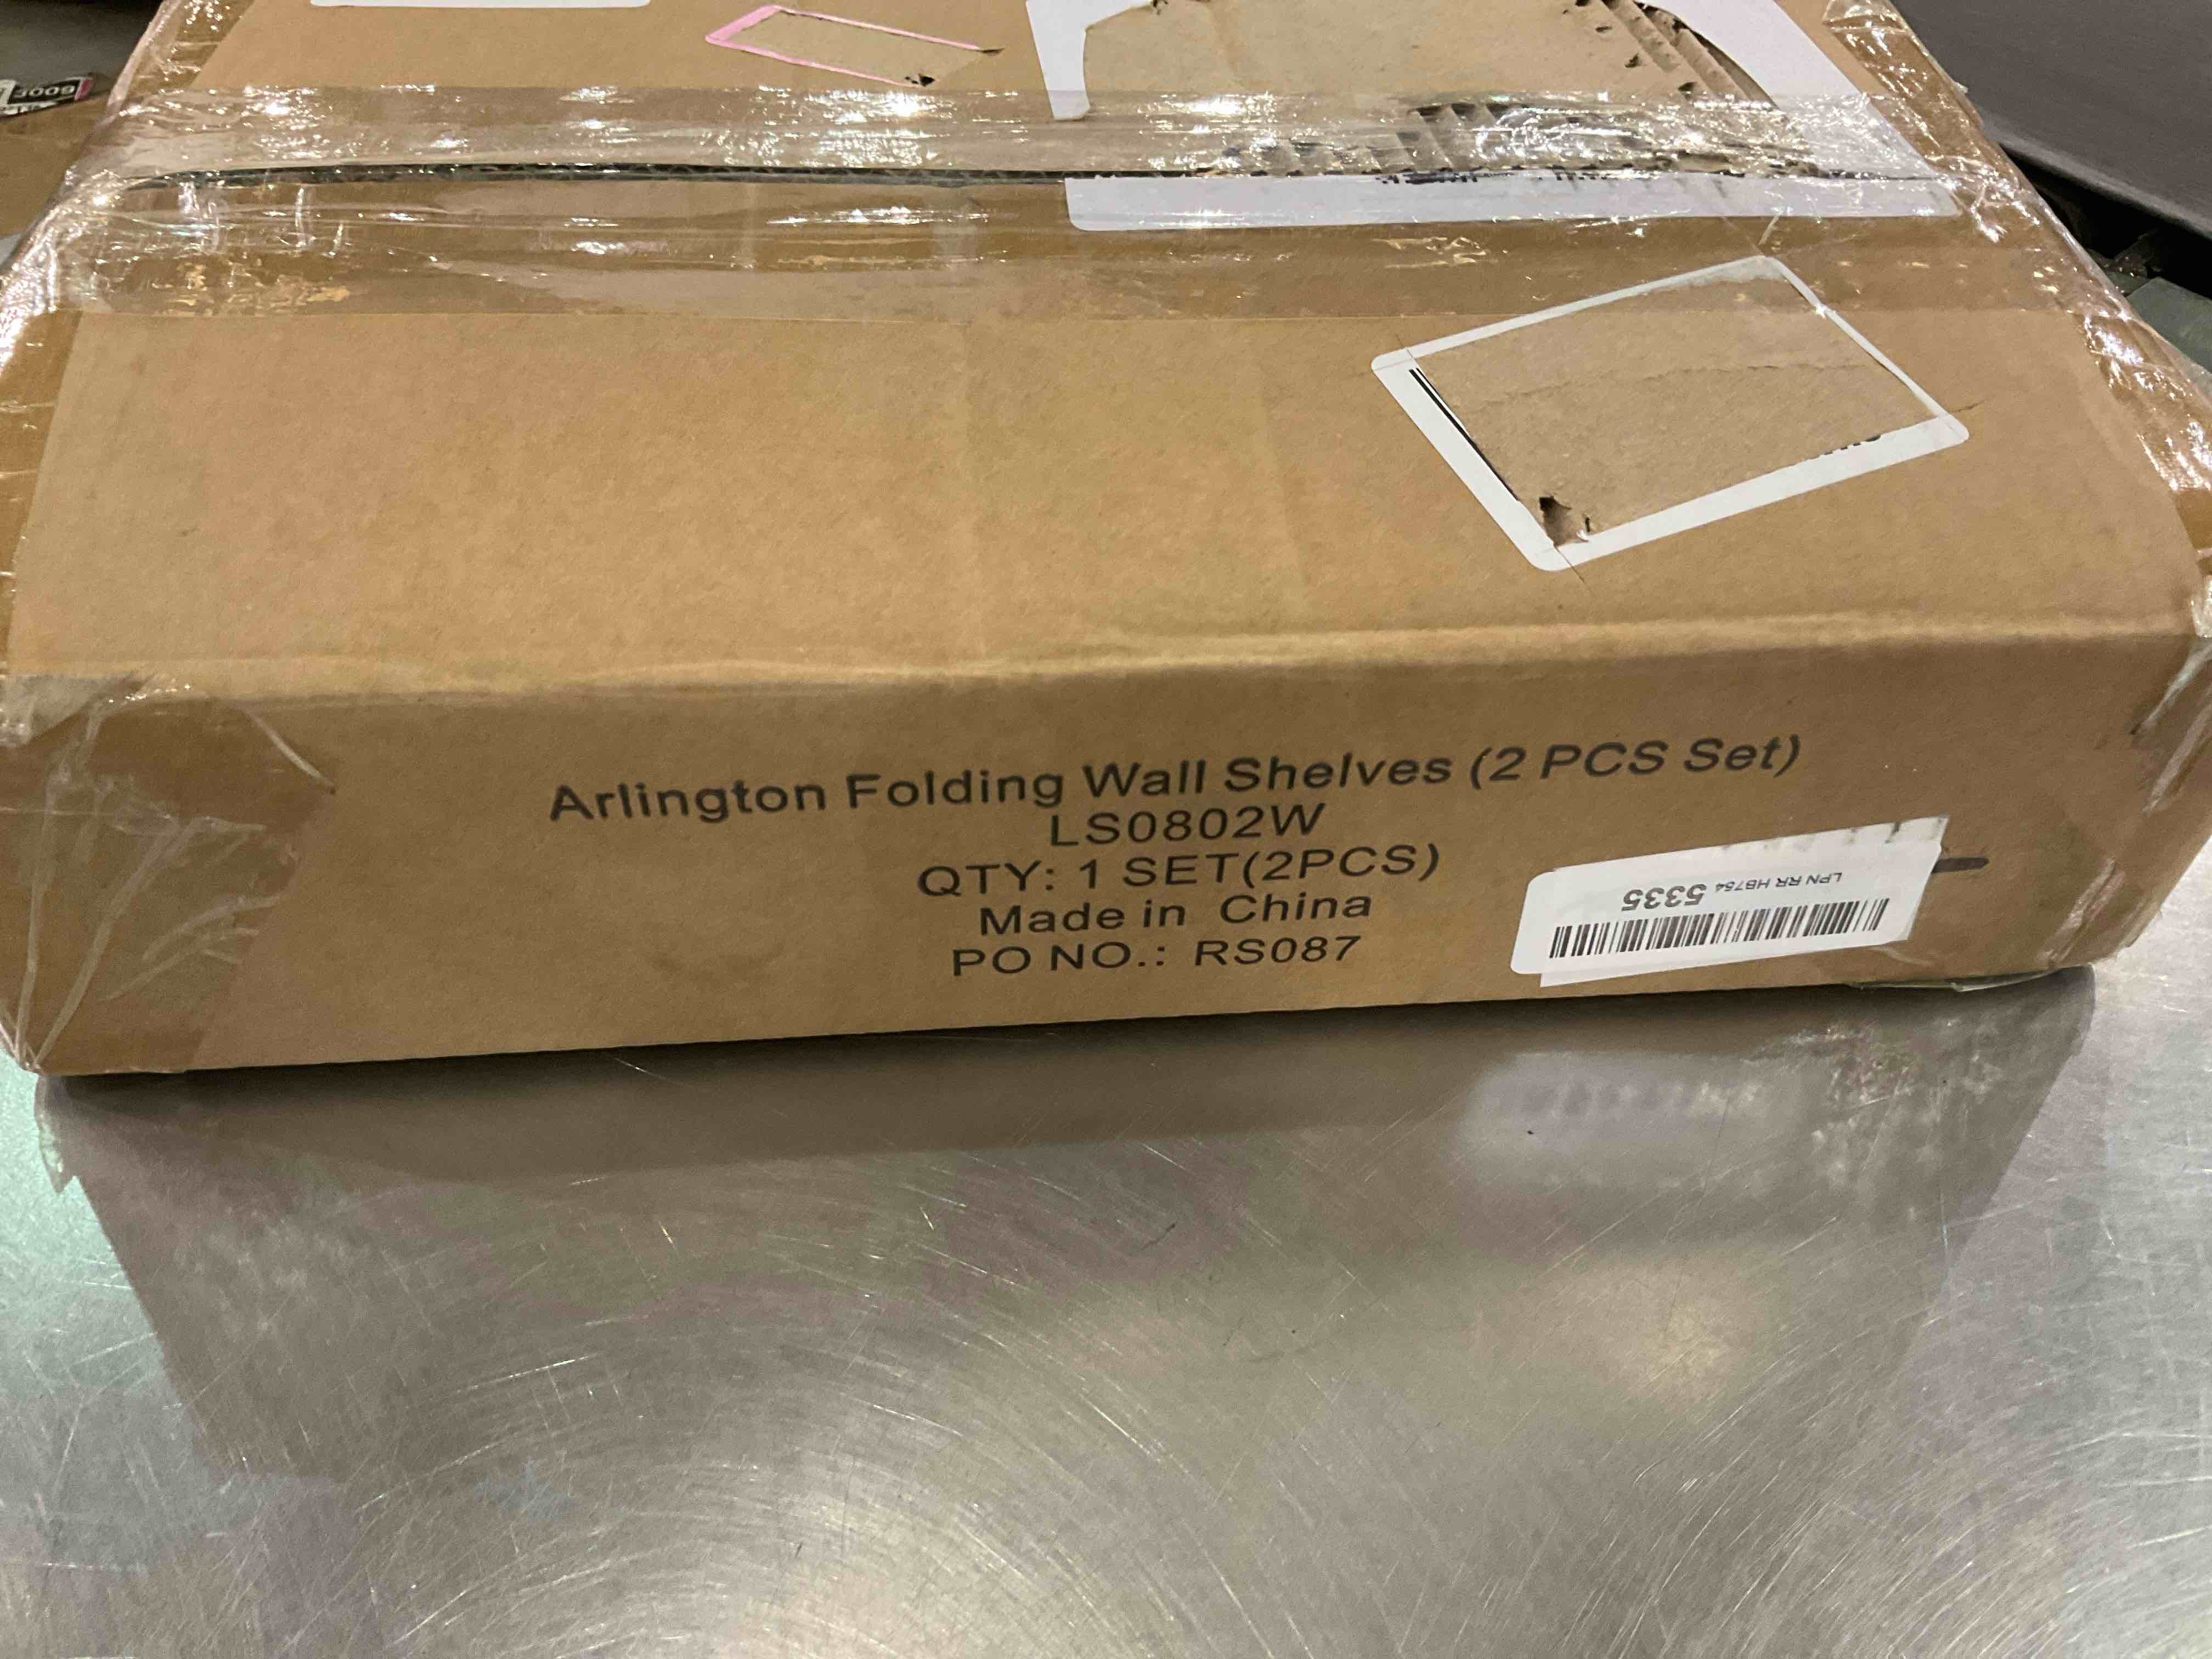 Arlington Folding Wall Shelves (2 PCS Set)
LS0802W
QTY: 1 SET(2PCS)
Made in China
PO NO.: RS087
LPN RR HB754 5335